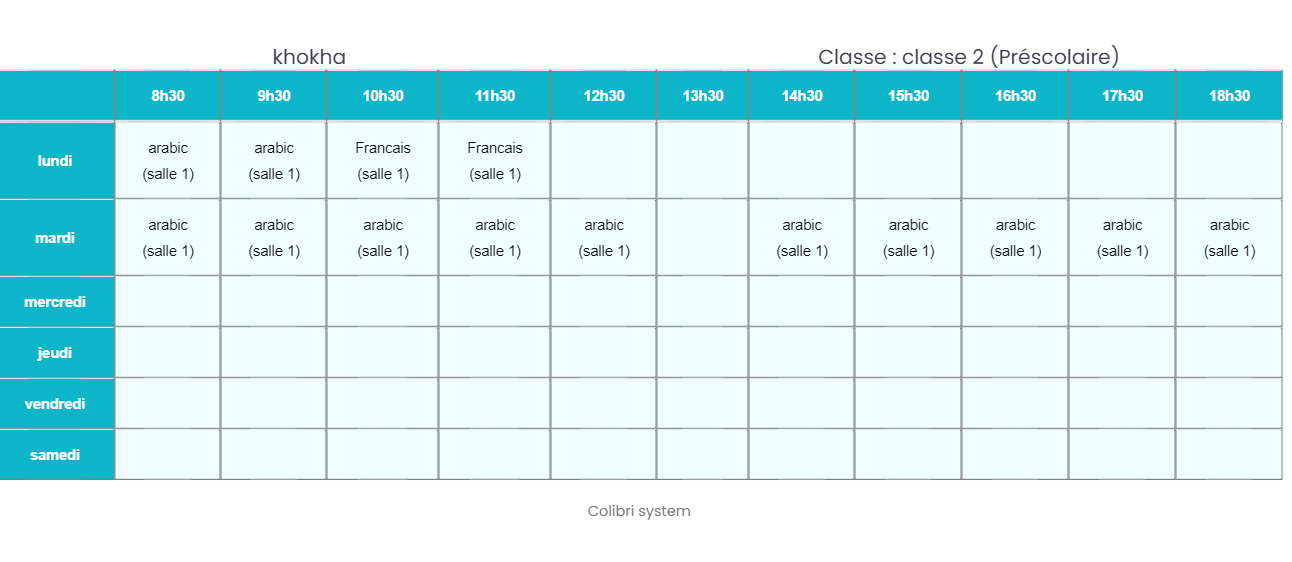 khokha Classe : classe 2 (Préscolaire)
8h30 9h30 10h30 11h30 12h30 13h30 14h30 15h30 16h30 17h30 18h30
lundi arabic arabic Francais Francais
(salle 1) (salle 1) (salle 1) (salle 1)
mardi arabic arabic arabic arabic arabic arabic arabic arabic arabic arabic
(salle 1) (salle 1) (salle 1) (salle 1) (salle 1) (salle 1) (salle 1) (salle 1) (salle 1) (salle 1)
mercredi
jeudi
vendredi
samedi
Colibri system